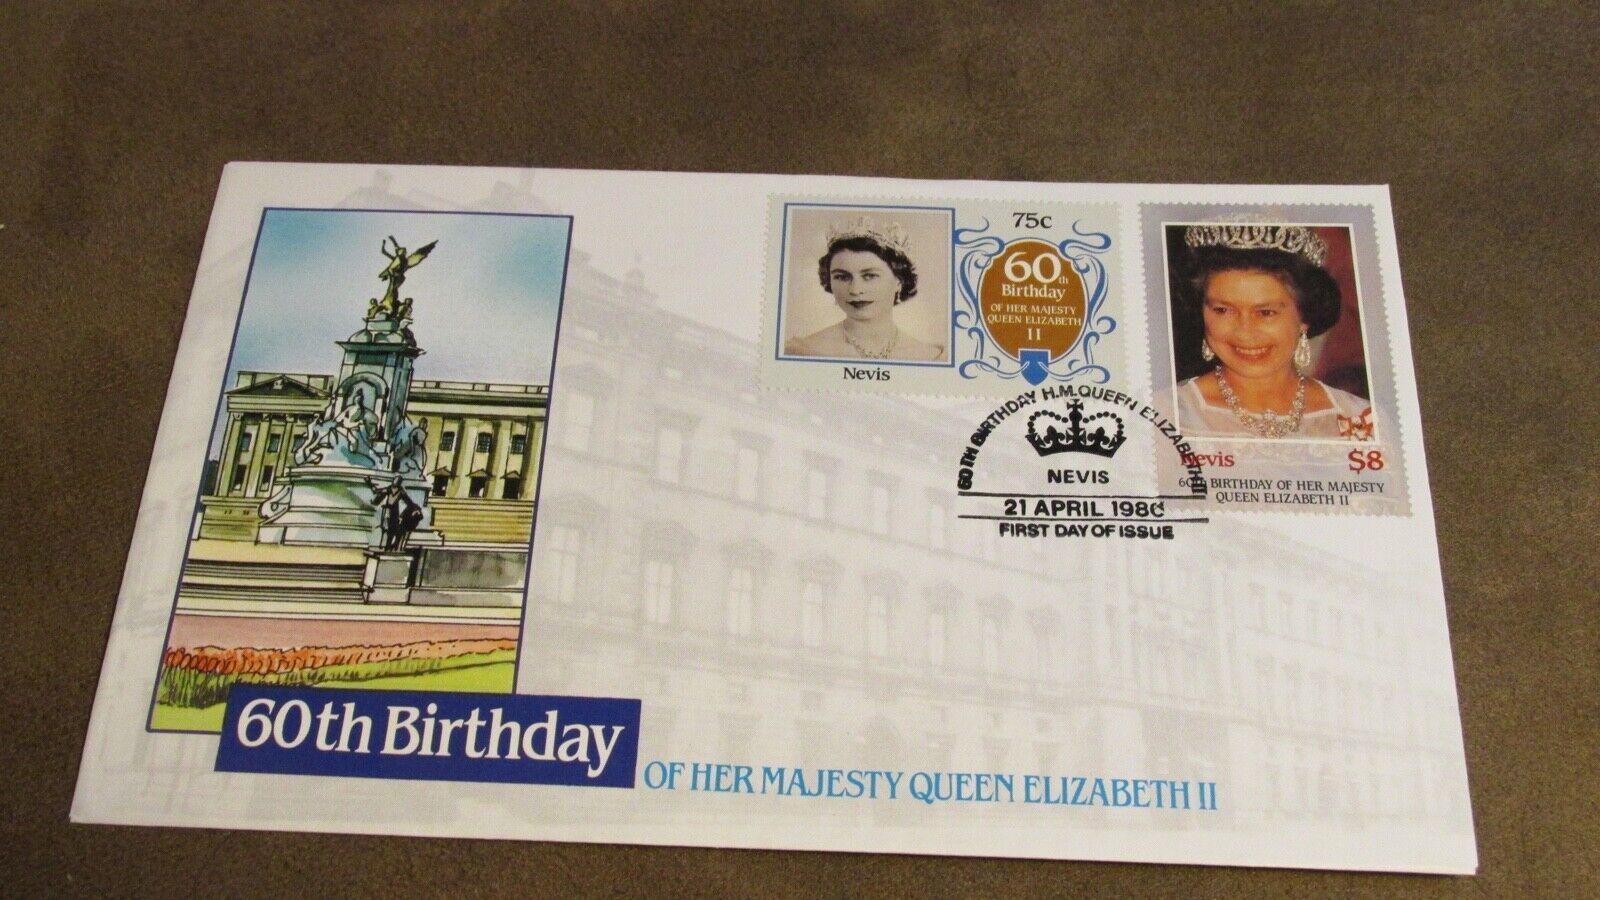 75c
60th
Birthday
OF HER MAJESTY
QUEEN ELIZABETH
II
Nevis
Nevis $8
60th BIRTHDAY OF HER MAJESTY
QUEEN ELIZABETH II
60TH BIRTHDAY H.M.QUEEN ELIZABETH II
NEVIS
21 APRIL 1986
FIRST DAY OF ISSUE
60th Birthday
OF HER MAJESTY QUEEN ELIZABETH II